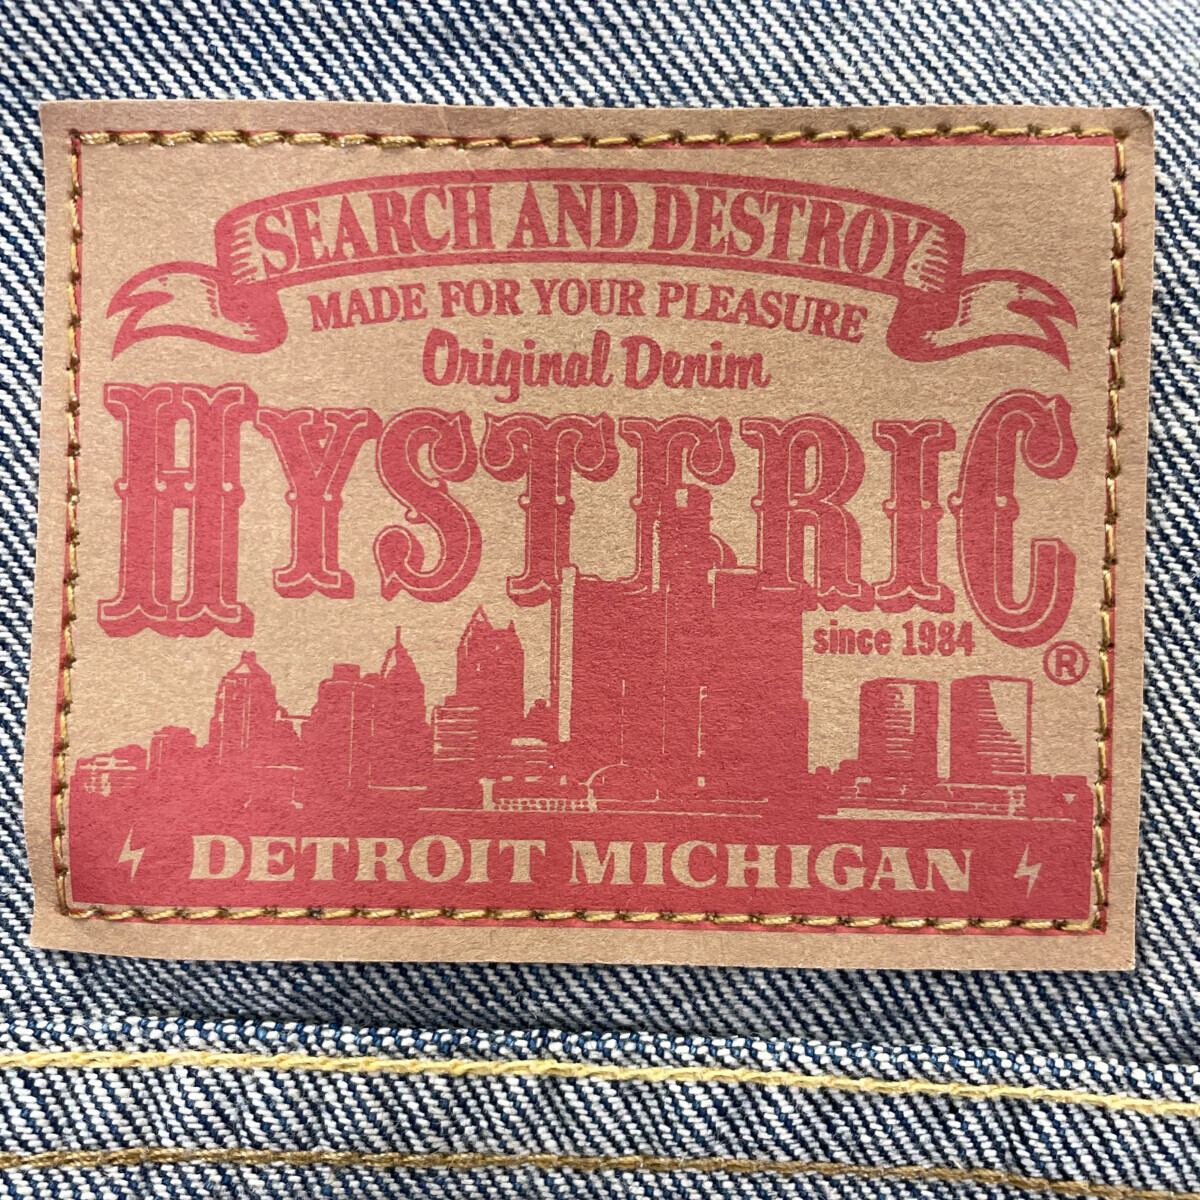 SEARCH AND DESTROY
MADE FOR YOUR PLEASURE
Original Denim
HYSTERIC
since 1984
®
DETROIT MICHIGAN